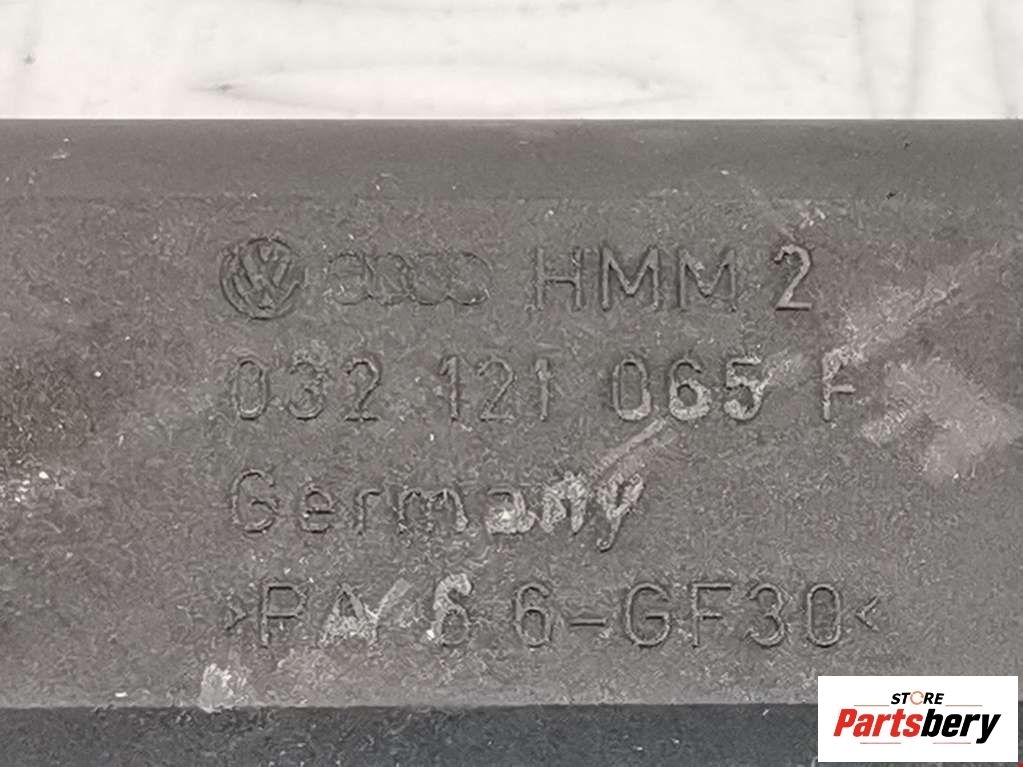 HMM 2
032 121 065 F
Germany
>PA 6 6-GF30<
STORE
Partsbery